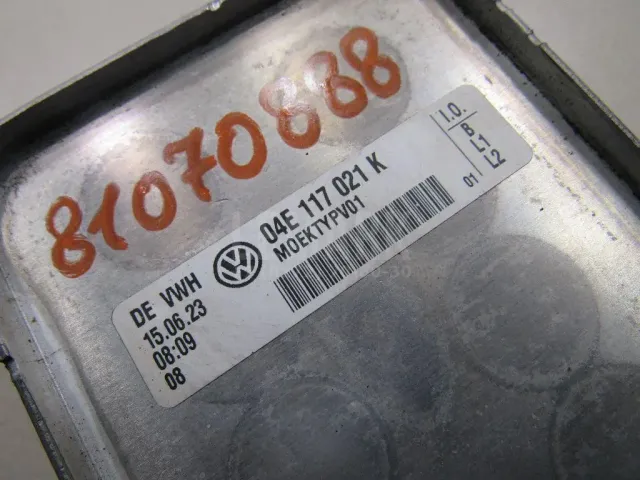 81070888
DE VWH
15.06.23
08:09
08
04E 117 021 K
MOEKTYPV01
I.O.
B
L1
L2
01